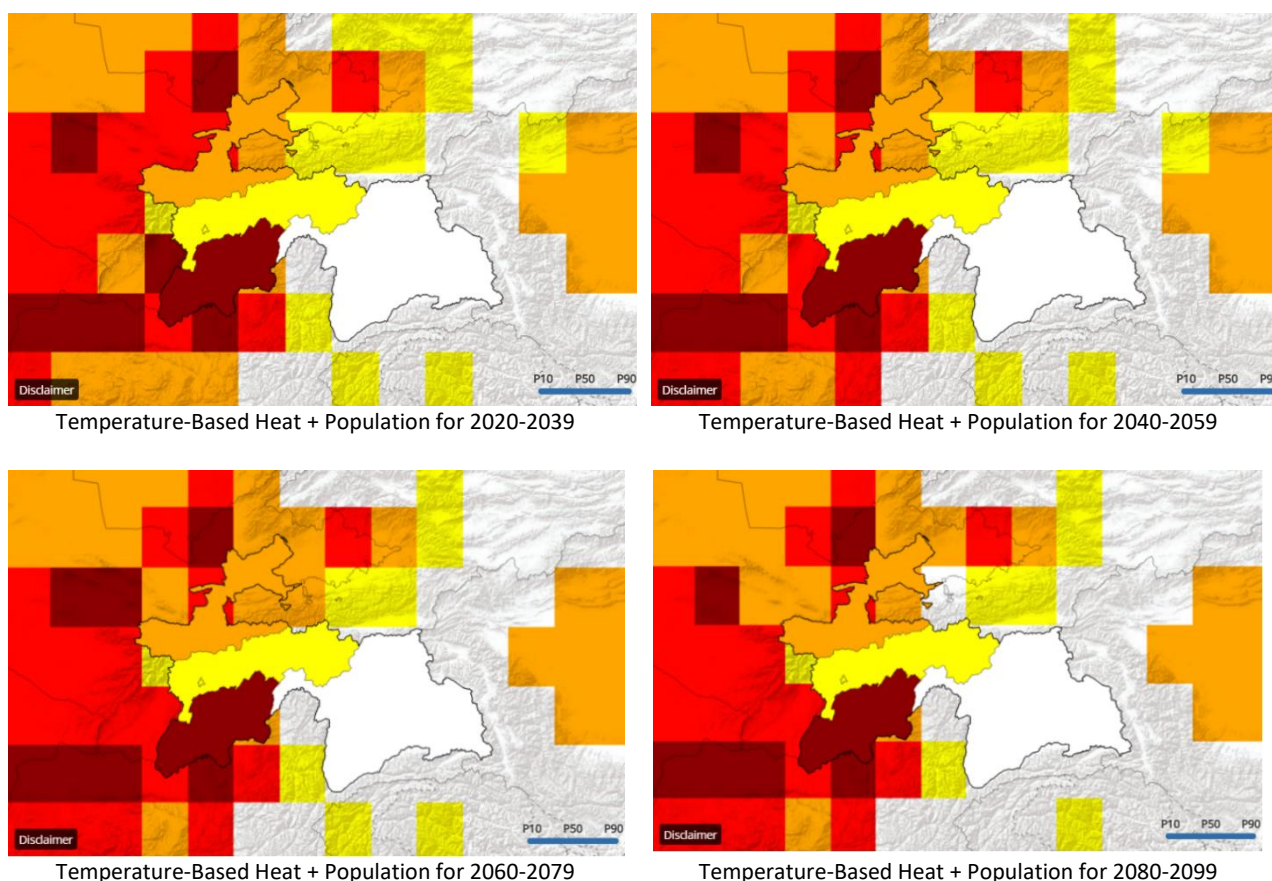 P10 P50 P90
Disclaimer
Temperature-Based Heat + Population for 2020-2039
P10 P50 P9
Disclaimer
Temperature-Based Heat + Population for 2040-2059
P10 P50 P90
Disclaimer
Temperature-Based Heat + Population for 2060-2079
P10 P50 P90
Disclaimer
Temperature-Based Heat + Population for 2080-2099